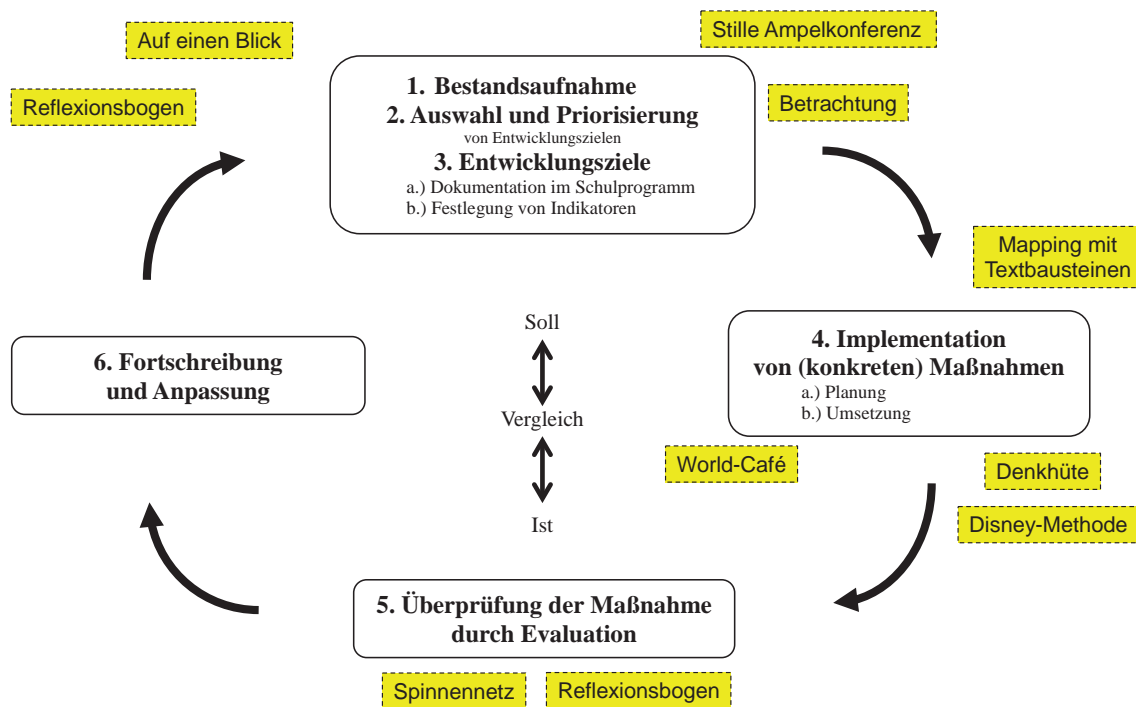 Auf einen Blick
Stille Ampelkonferenz
Reflexionsbogen
Betrachtung
1. Bestandsaufnahme
2. Auswahl und Priorisierung
von Entwicklungszielen
3. Entwicklungsziele
a.) Dokumentation im Schulprogramm
b.) Festlegung von Indikatoren
Mapping mit
Textbausteinen
Soll
Vergleich
Ist
6. Fortschreibung
und Anpassung
4. Implementation
von (konkreten) Maßnahmen
a.) Planung
b.) Umsetzung
World-Café
Denkhüte
Disney-Methode
5. Überprüfung der Maßnahme
durch Evaluation
Spinnennetz
Reflexionsbogen